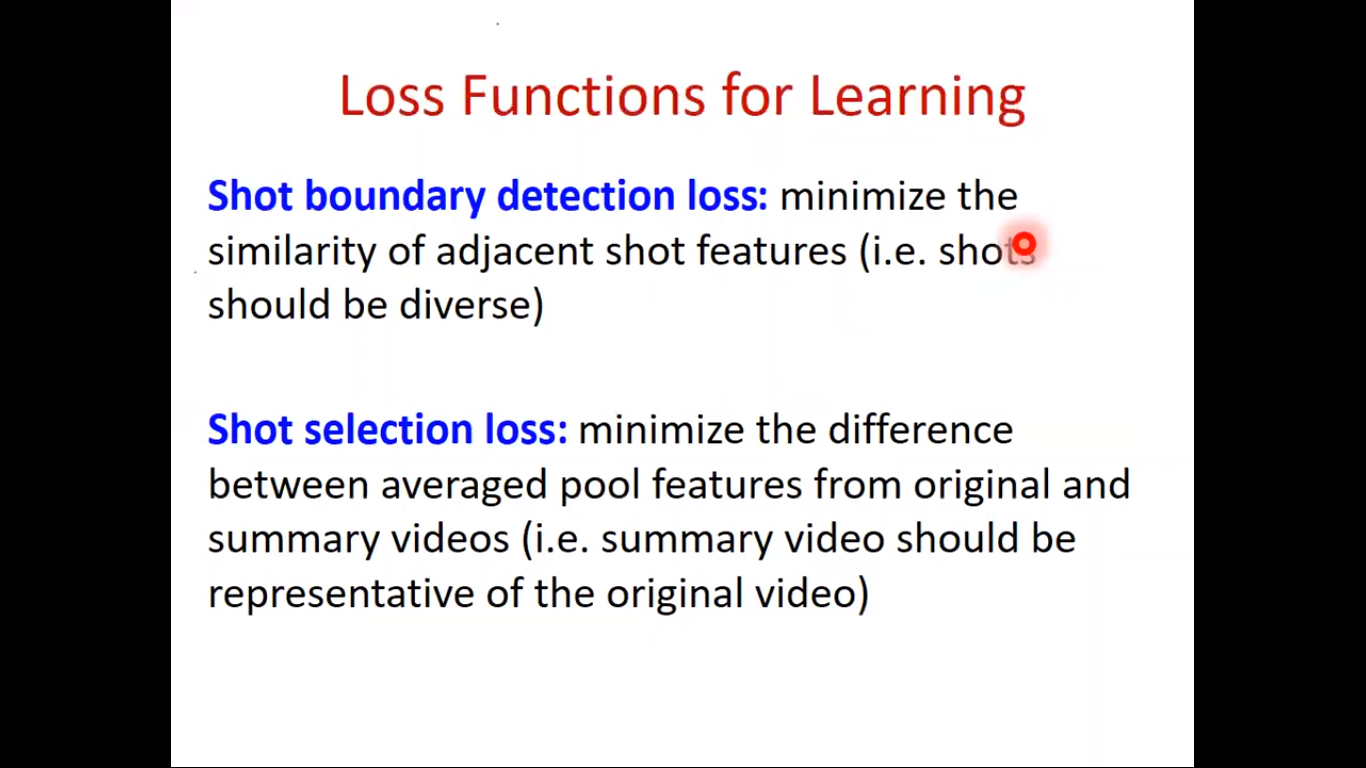 Loss Functions for Learning
Shot boundary detection loss: minimize the
similarity of adjacent shot features (i.e. shots
should be diverse)
Shot selection loss: minimize the difference
between averaged pool features from original and
summary videos (i.e. summary video should be
representative of the original video)